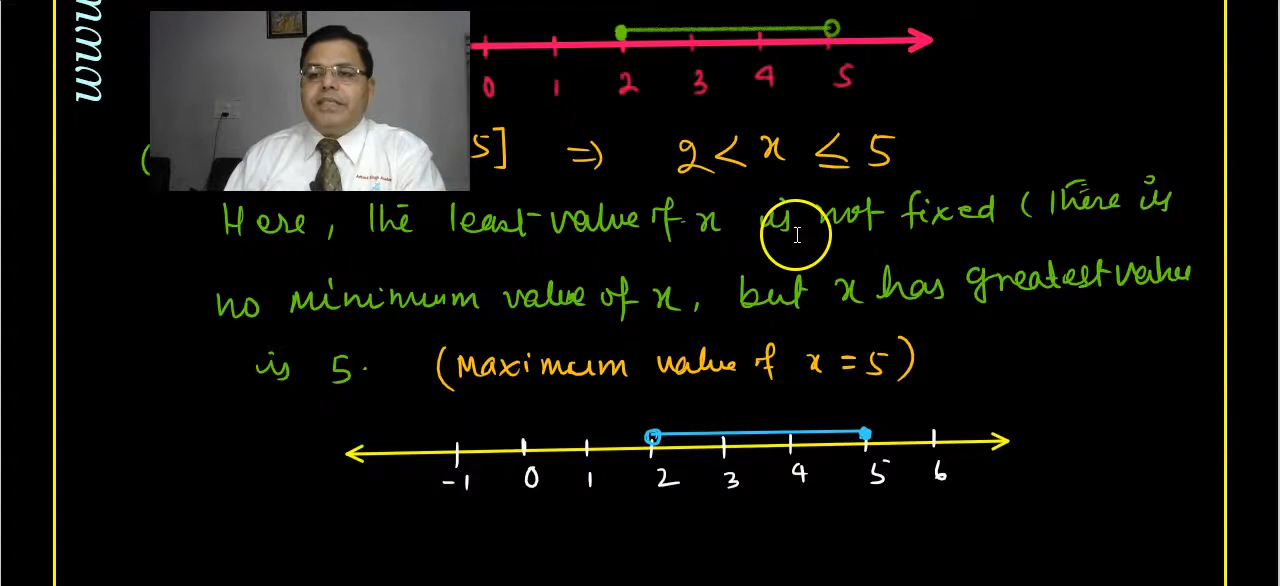 www
0 1 2 3 4 5
( 5] ⇒ 2 < x ≤ 5
Here, The least value of x is not fixed (There is
no minimum value of x, but x has greatest value
is 5. (Maximum value of x = 5)
-1 0 1 2 3 4 5 6